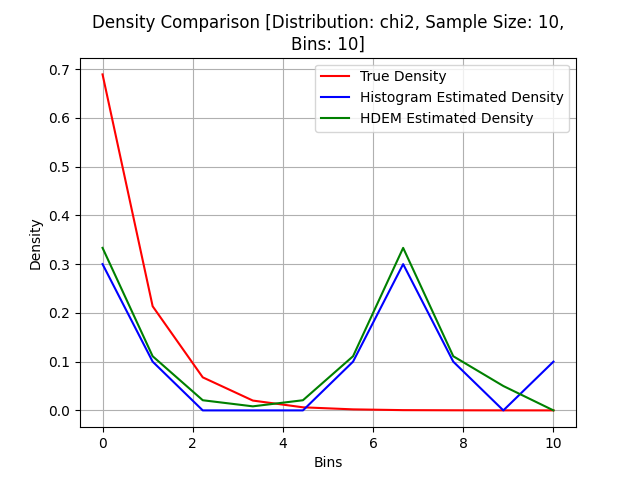 Density Comparison [Distribution: chi2, Sample Size: 10,
Bins: 10]
True Density
Histogram Estimated Density
HDEM Estimated Density
0.7
0.6
0.5
0.4
0.3
0.2
0.1
0.0
Density
0 2 4 6 8 10
Bins